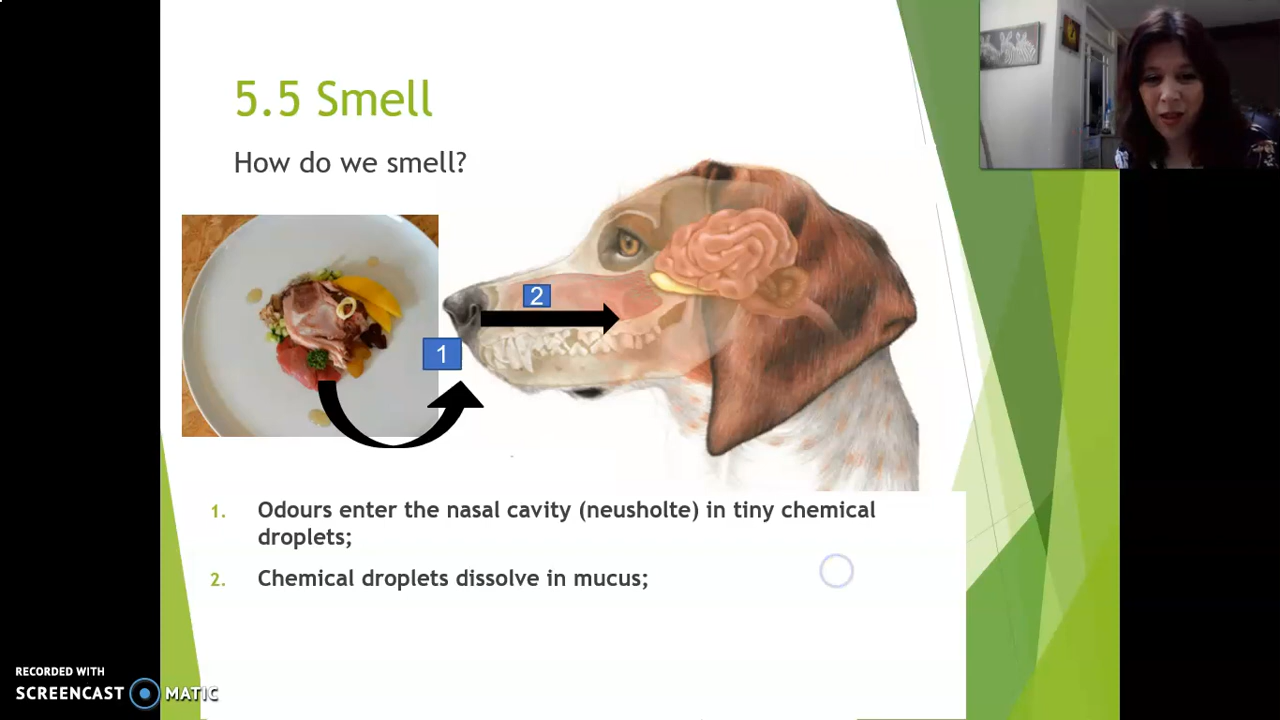 5.5 Smell
How do we smell?
2
1
1. Odours enter the nasal cavity (neusholte) in tiny chemical
droplets;
2. Chemical droplets dissolve in mucus;
RECORDED WITH
SCREENCAST MATIC